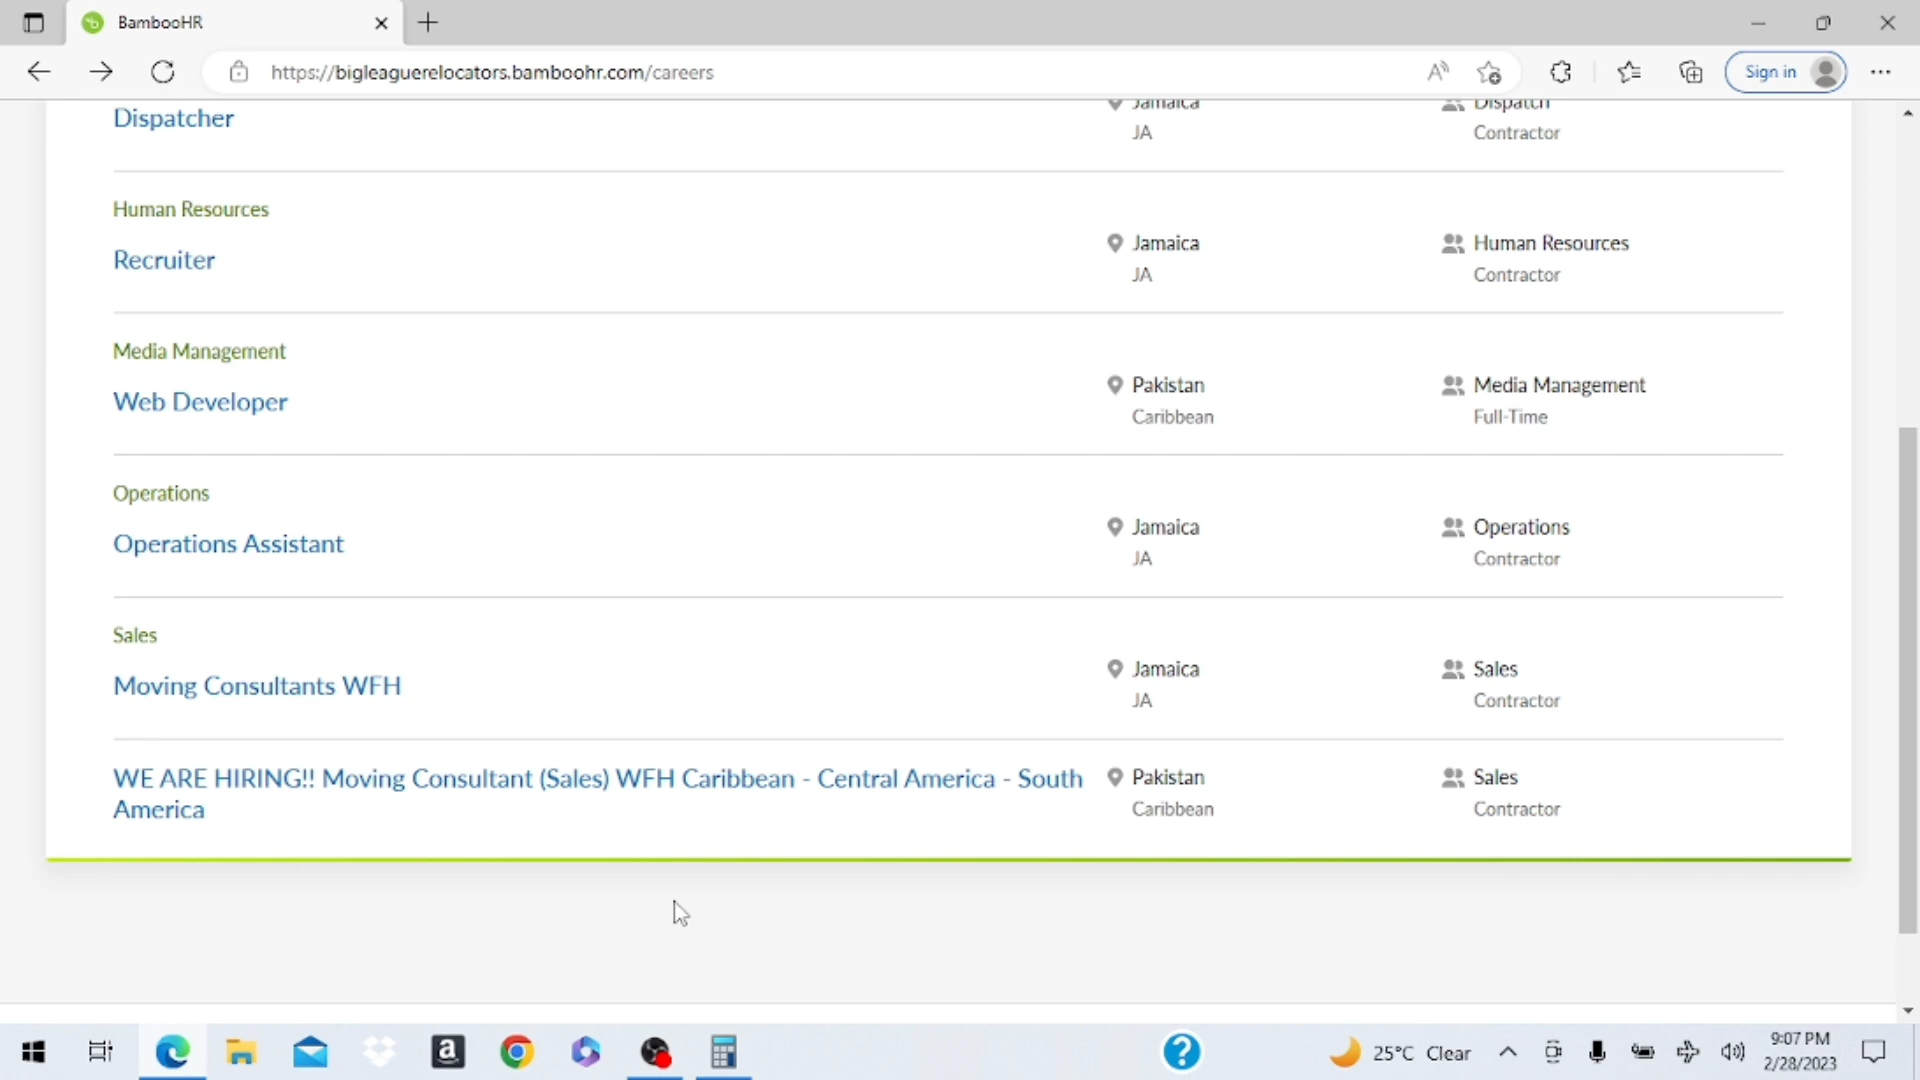 BambooHR
https://bigleaguerelocators.bamboohr.com/careers
Sign in
Dispatcher
Jamaica
JA
Dispatch
Contractor
Human Resources
Recruiter
Jamaica
JA
Human Resources
Contractor
Media Management
Web Developer
Pakistan
Caribbean
Media Management
Full-Time
Operations
Operations Assistant
Jamaica
JA
Operations
Contractor
Sales
Moving Consultants WFH
Jamaica
JA
Sales
Contractor
WE ARE HIRING!! Moving Consultant (Sales) WFH Caribbean - Central America - South
America
Pakistan
Caribbean
Sales
Contractor
25°C Clear
9:07 PM
2/28/2023